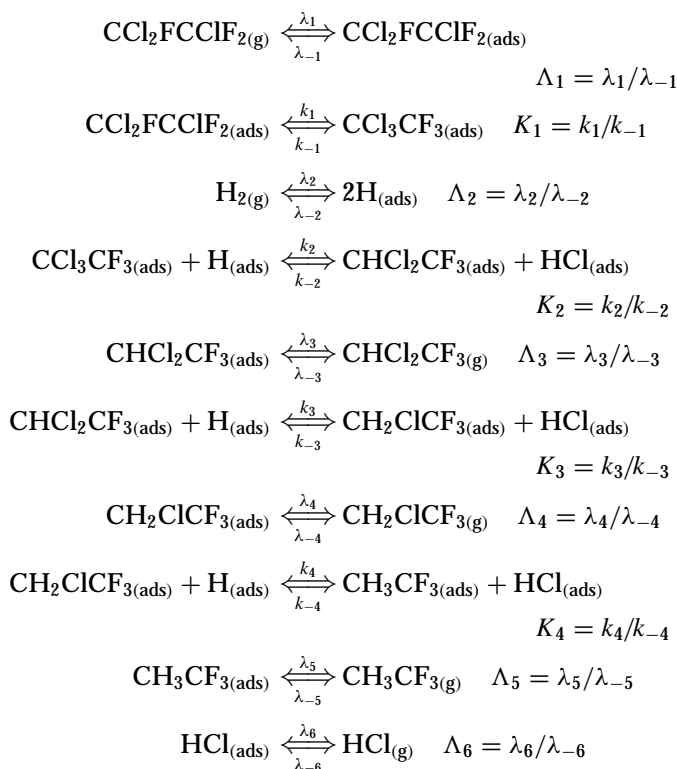 CCl₂FCClF₂(g) ⇌ λ₁ λ₋₁ CCl₂FCClF₂(ads)
Λ₁ = λ₁/λ₋₁
CCl₂FCClF₂(ads) ⇌ k₁ k₋₁ CCl₃CF₃(ads) K₁ = k₁/k₋₁
H₂(g) ⇌ λ₂ λ₋₂ 2H(ads) Λ₂ = λ₂/λ₋₂
CCl₃CF₃(ads) + H(ads) ⇌ k₂ k₋₂ CHCl₂CF₃(ads) + HCl(ads)
K₂ = k₂/k₋₂
CHCl₂CF₃(ads) ⇌ λ₃ λ₋₃ CHCl₂CF₃(g) Λ₃ = λ₃/λ₋₃
CHCl₂CF₃(ads) + H(ads) ⇌ k₃ k₋₃ CH₂ClCF₃(ads) + HCl(ads)
K₃ = k₃/k₋₃
CH₂ClCF₃(ads) ⇌ λ₄ λ₋₄ CH₂ClCF₃(g) Λ₄ = λ₄/λ₋₄
CH₂ClCF₃(ads) + H(ads) ⇌ k₄ k₋₄ CH₃CF₃(ads) + HCl(ads)
K₄ = k₄/k₋₄
CH₃CF₃(ads) ⇌ λ₅ λ₋₅ CH₃CF₃(g) Λ₅ = λ₅/λ₋₅
HCl(ads) ⇌ λ₆ λ₋₆ HCl(g) Λ₆ = λ₆/λ₋₆